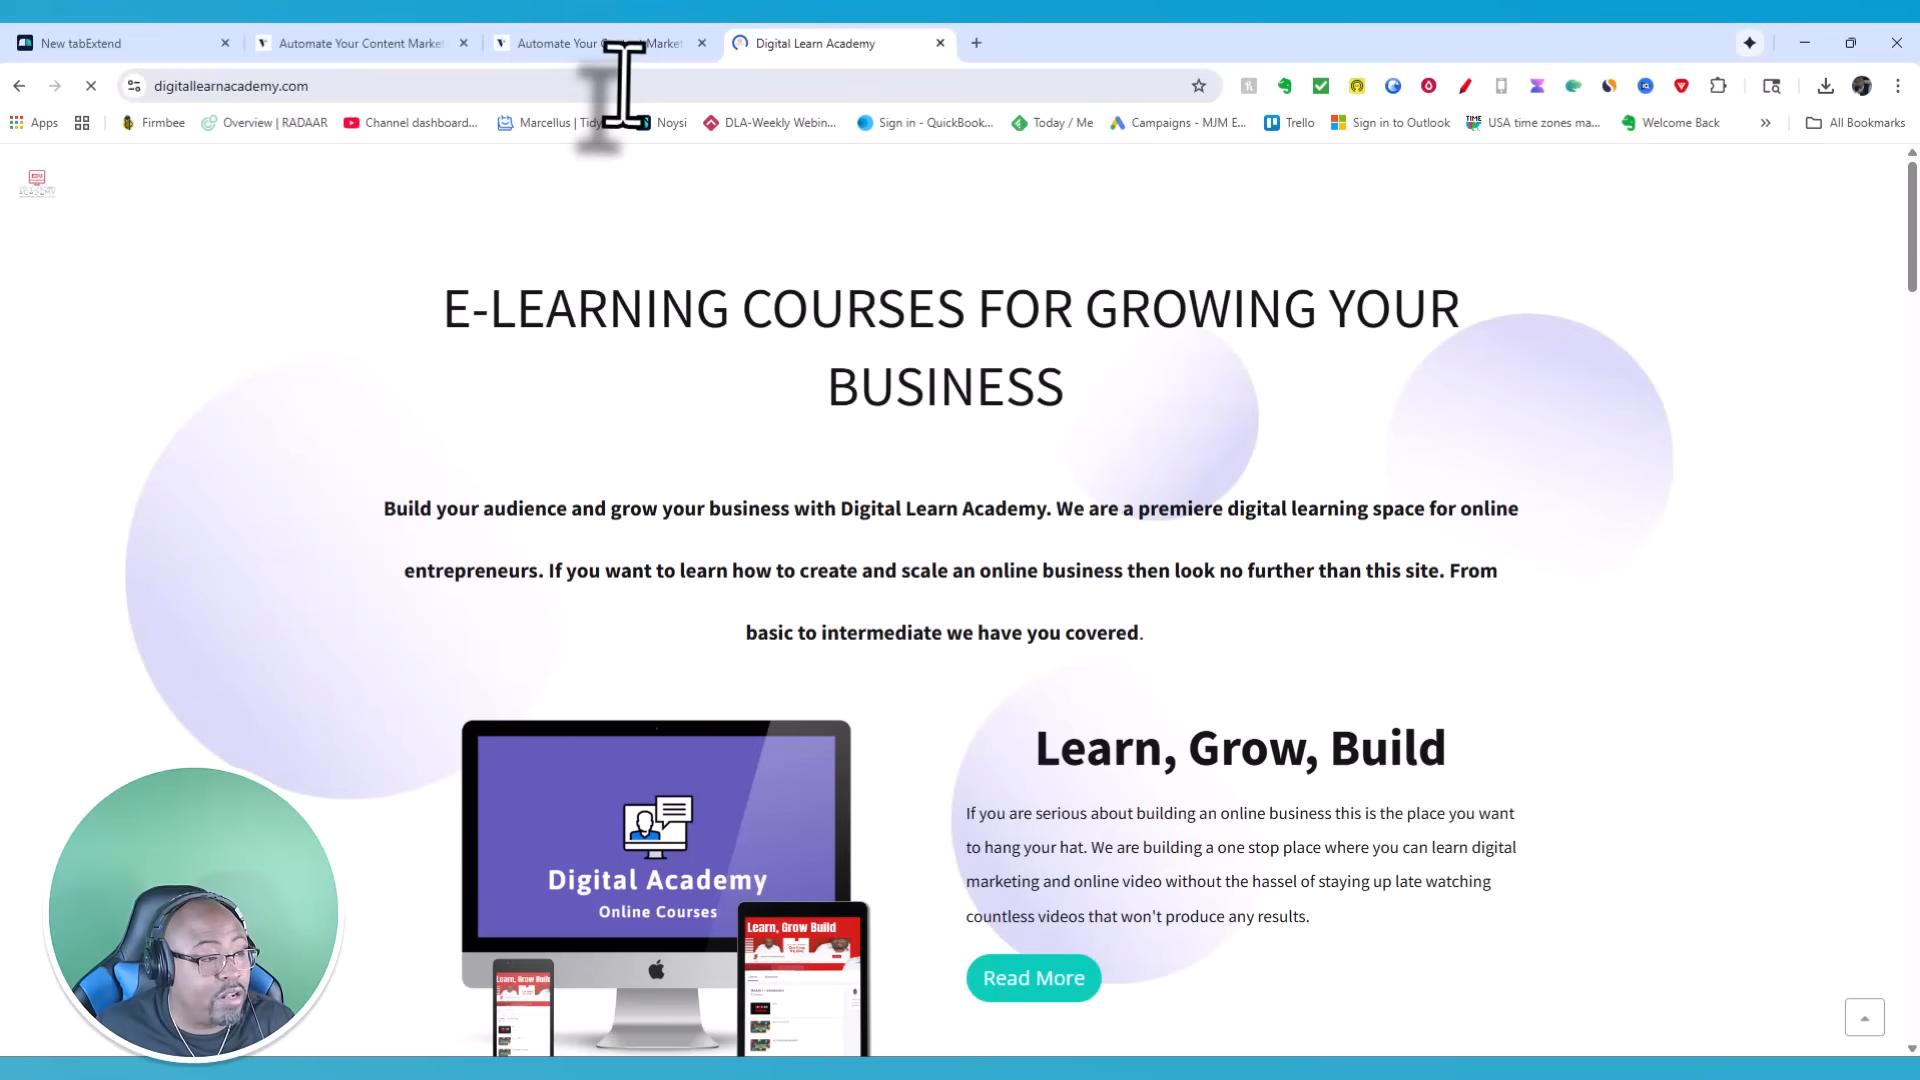 New tabExtend
Automate Your Content Market
Automate Your Content Market
Digital Learn Academy
digitallearnacademy.com
Apps
Firmbee
Overview | RADAAR
Channel dashboard...
Marcellus | Tidy
Noysi
DLA-Weekly Webin...
Sign in - QuickBook...
Today / Me
Campaigns - MJM E...
Trello
Sign in to Outlook
USA time zones ma...
Welcome Back
All Bookmarks
ACADEMY
E-LEARNING COURSES FOR GROWING YOUR
BUSINESS
Build your audience and grow your business with Digital Learn Academy. We are a premiere digital learning space for online
entrepreneurs. If you want to learn how to create and scale an online business then look no further than this site. From
basic to intermediate we have you covered.
Digital Academy
Online Courses
Learn, Grow Build
Learn, Grow Build
Learn, Grow, Build
If you are serious about building an online business this is the place you want
to hang your hat. We are building a one stop place where you can learn digital
marketing and online video without the hassel of staying up late watching
countless videos that won't produce any results.
Read More